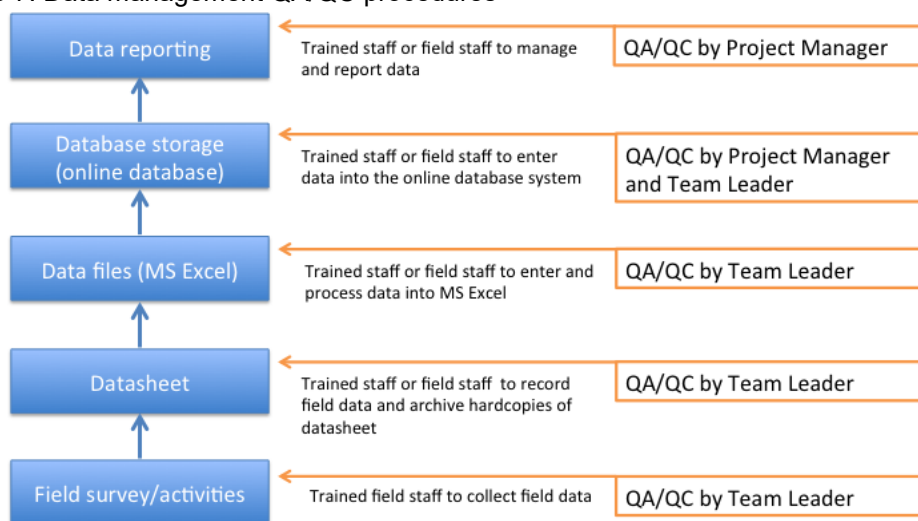 Data reporting
Trained staff or field staff to manage
and report data
QA/QC by Project Manager
Database storage
(online database)
Trained staff or field staff to enter
data into the online database system
QA/QC by Project Manager
and Team Leader
Data files (MS Excel)
Trained staff or field staff to enter and
process data into MS Excel
QA/QC by Team Leader
Datasheet
Trained staff or field staff to record
field data and archive hardcopies of
datasheet
QA/QC by Team Leader
Field survey/activities
Trained field staff to collect field data
QA/QC by Team Leader